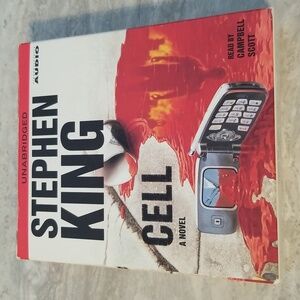 UNABRIDGED
AUDIO
STEPHEN
KING
CELL
A NOVEL
READ BY
CAMPBELL
SCOTT